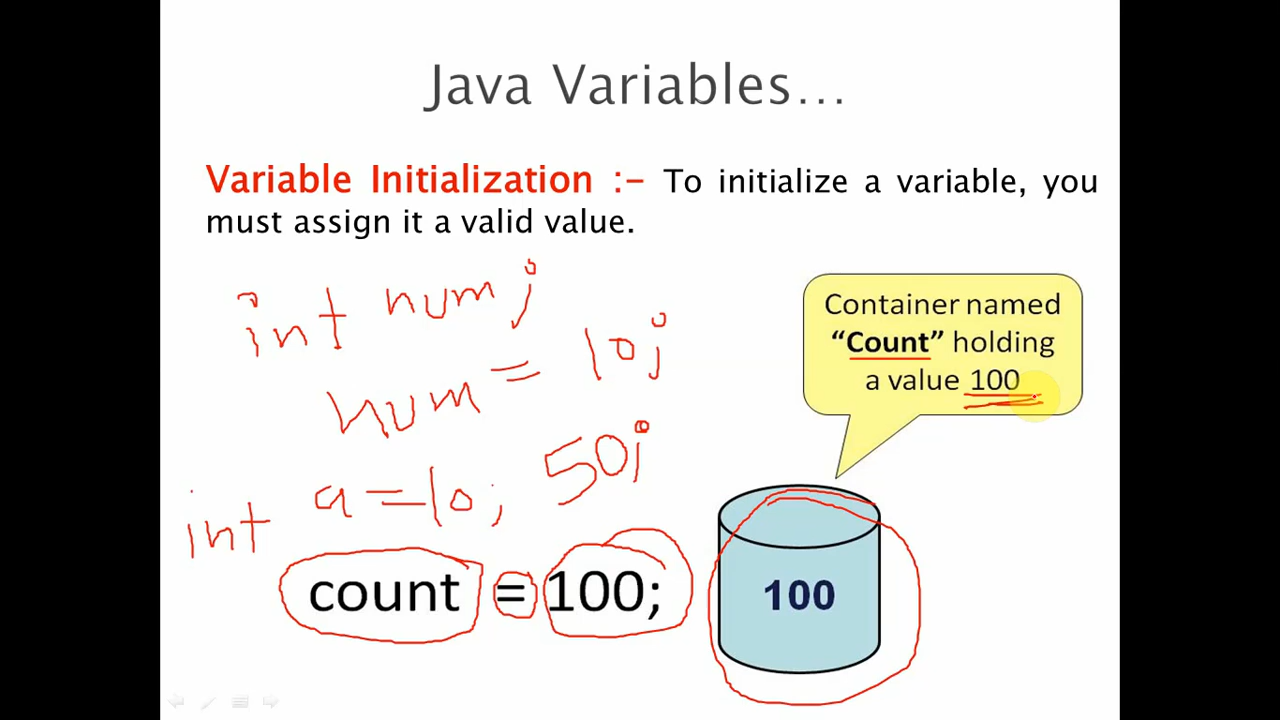 Java Variables...
Variable Initialization :- To initialize a variable, you
must assign it a valid value.
int num;
num = 10;
50;
int a=10;
count = 100;
Container named
“Count” holding
a value 100
100